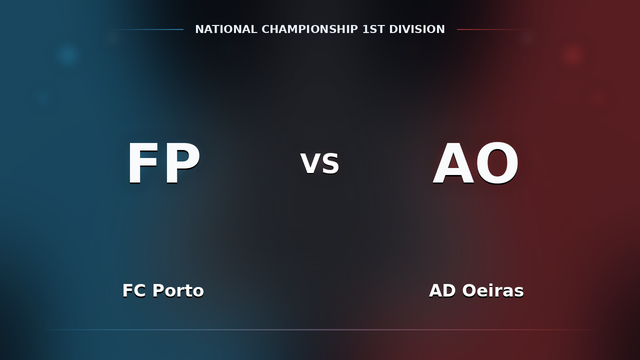 NATIONAL CHAMPIONSHIP 1ST DIVISION
FP VS AO
FC Porto AD Oeiras